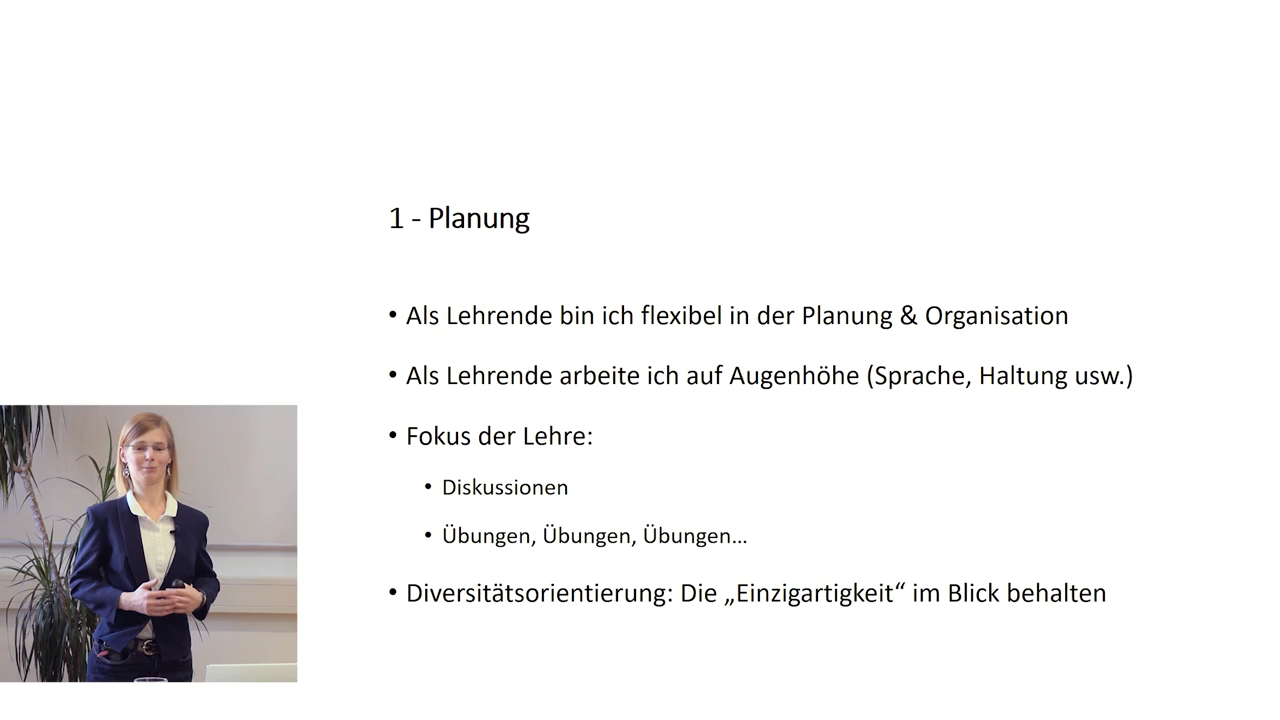 1 - Planung
• Als Lehrende bin ich flexibel in der Planung & Organisation
• Als Lehrende arbeite ich auf Augenhöhe (Sprache, Haltung usw.)
• Fokus der Lehre:
• Diskussionen
• Übungen, Übungen, Übungen…
• Diversitätsorientierung: Die „Einzigartigkeit“ im Blick behalten